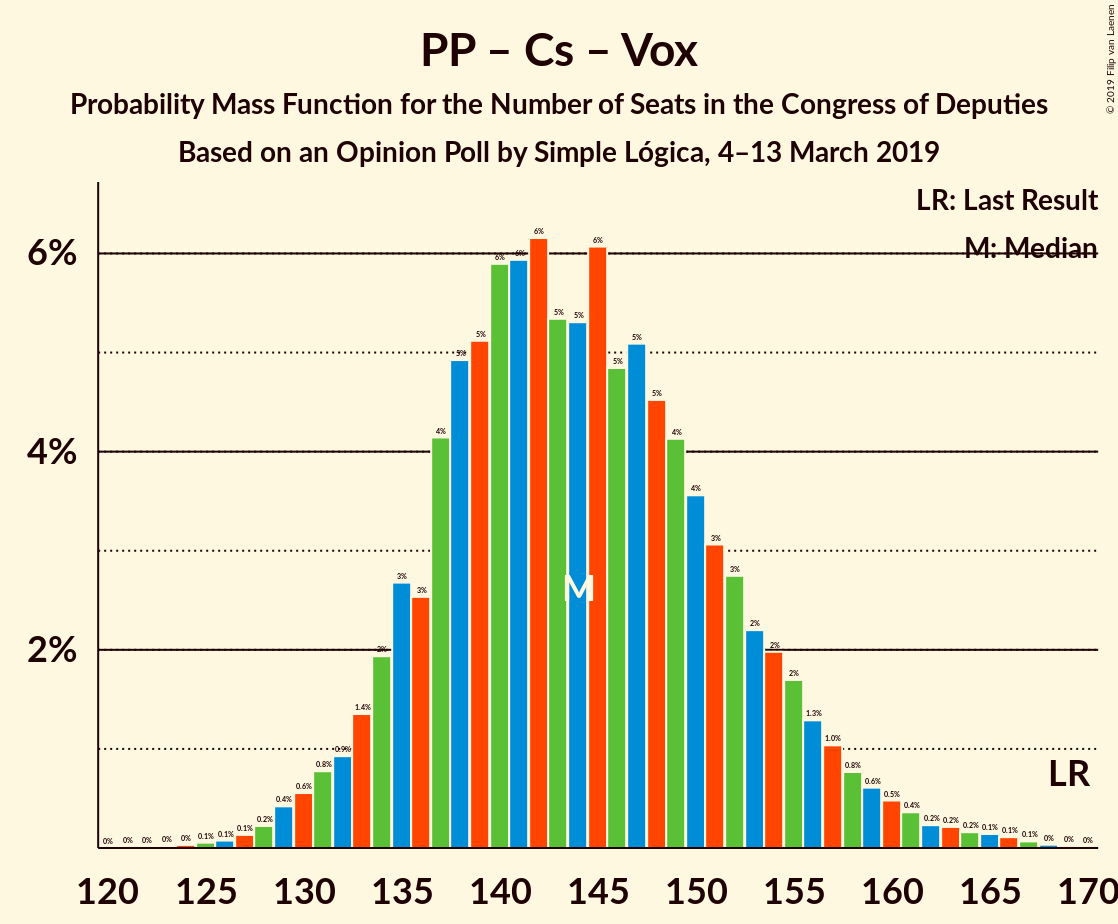 PP – Cs – Vox
Probability Mass Function for the Number of Seats in the Congress of Deputies
Based on an Opinion Poll by Simple Lógica, 4–13 March 2019
© 2019 Filip van Laenen
LR: Last Result
M: Median
6%
4%
2%
0% 0% 0% 0% 0% 0.1% 0.1% 0.1% 0.2% 0.4% 0.6% 0.8% 0.9% 1.4% 2% 3% 3% 4% 5% 5% 6% 6% 6% 5% 5% 6% 5% 5% 5% 4% 4% 3% 3% 2% 2% 2% 1.3% 1.0% 0.8% 0.6% 0.5% 0.4% 0.2% 0.2% 0.2% 0.1% 0.1% 0.1% 0% 0% 0%
M
LR
120 125 130 135 140 145 150 155 160 165 170